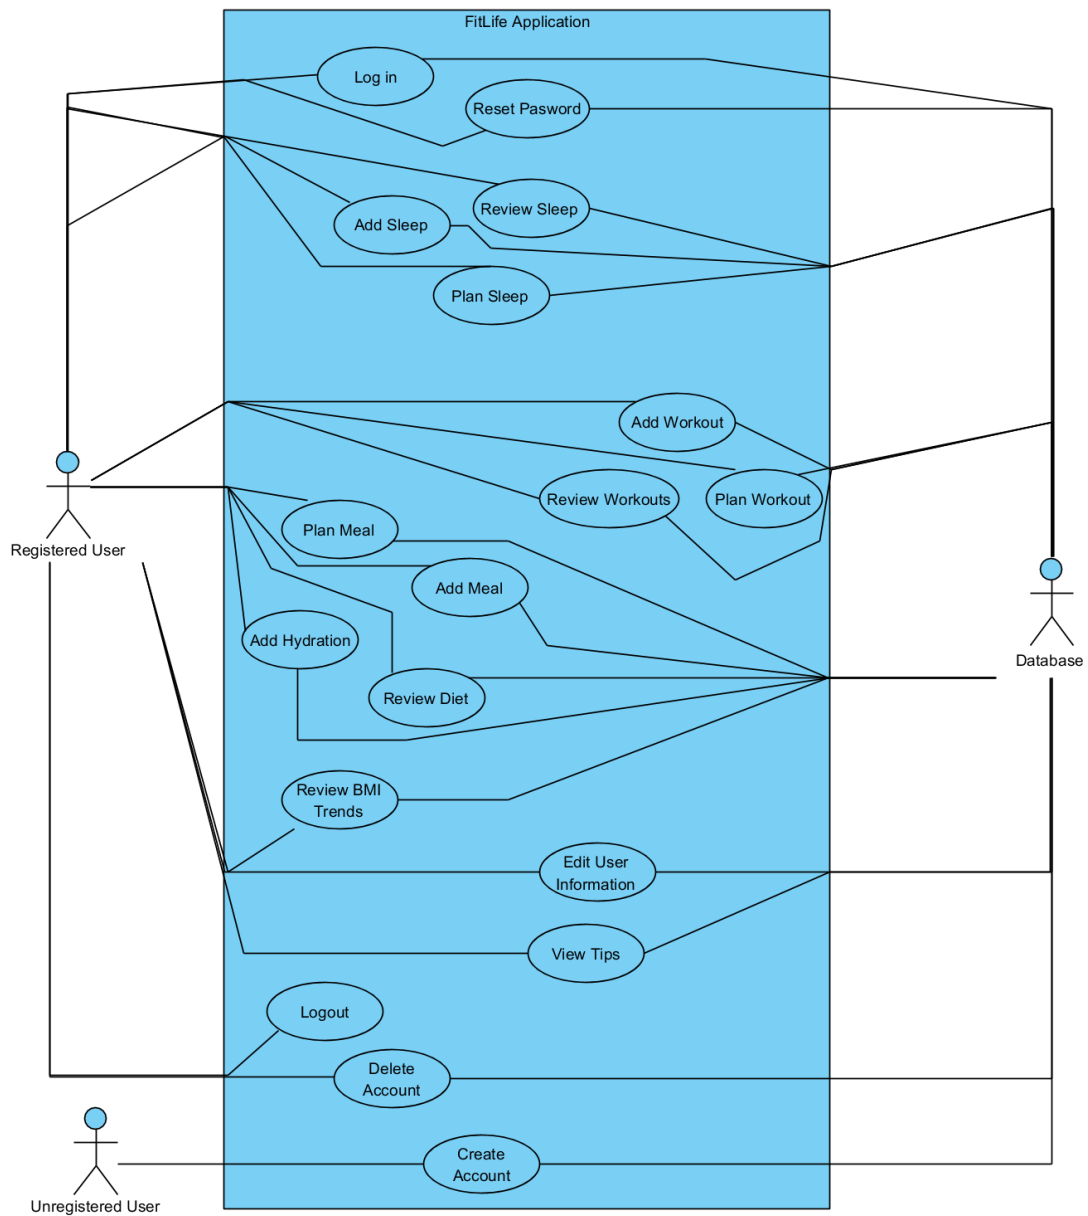 FitLife Application
Log in
Reset Pasword
Review Sleep
Add Sleep
Plan Sleep
Add Workout
Review Workouts
Plan Workout
Plan Meal
Registered User
Add Meal
Add Hydration
Database
Review Diet
Review BMI
Trends
Edit User
Information
View Tips
Logout
Delete
Account
Create
Account
Unregistered User